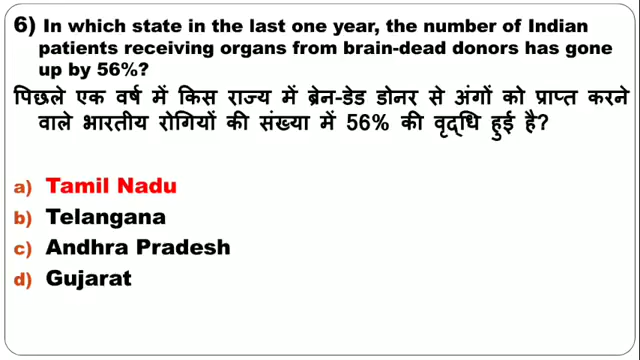 6) In which state in the last one year, the number of Indian
patients receiving organs from brain-dead donors has gone
up by 56%?
पिछले एक वर्ष में किस राज्य में ब्रेन-डेड डोनर से अंगों को प्राप्त करने
वाले भारतीय रोगियों की संख्या में 56% की वृद्धि हुई है?
a) Tamil Nadu
b) Telangana
c) Andhra Pradesh
d) Gujarat